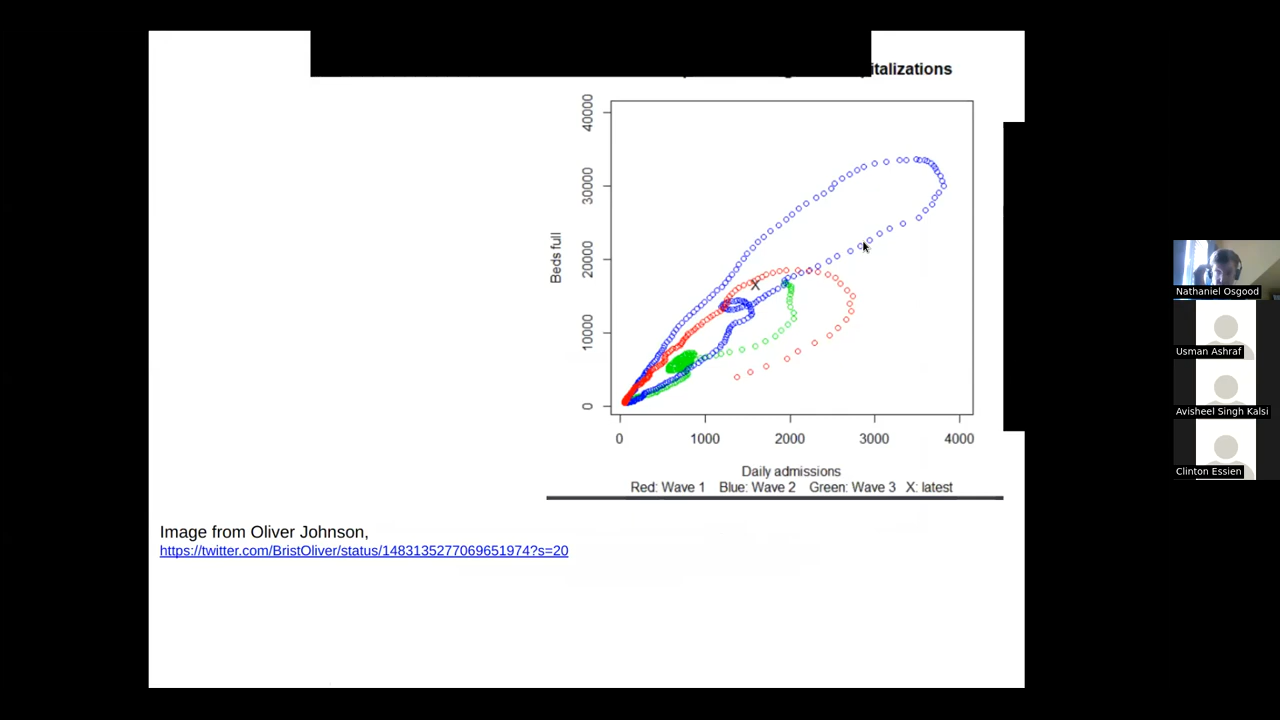 italizations
40000
30000
20000
10000
0
Beds full
0 1000 2000 3000 4000
Daily admissions
Red: Wave 1 Blue: Wave 2 Green: Wave 3 X: latest
X
Image from Oliver Johnson,
https://twitter.com/BristOliver/status/1483135277069651974?s=20
Nathaniel Osgood
Usman Ashraf
Avisheel Singh Kalsi
Clinton Essien